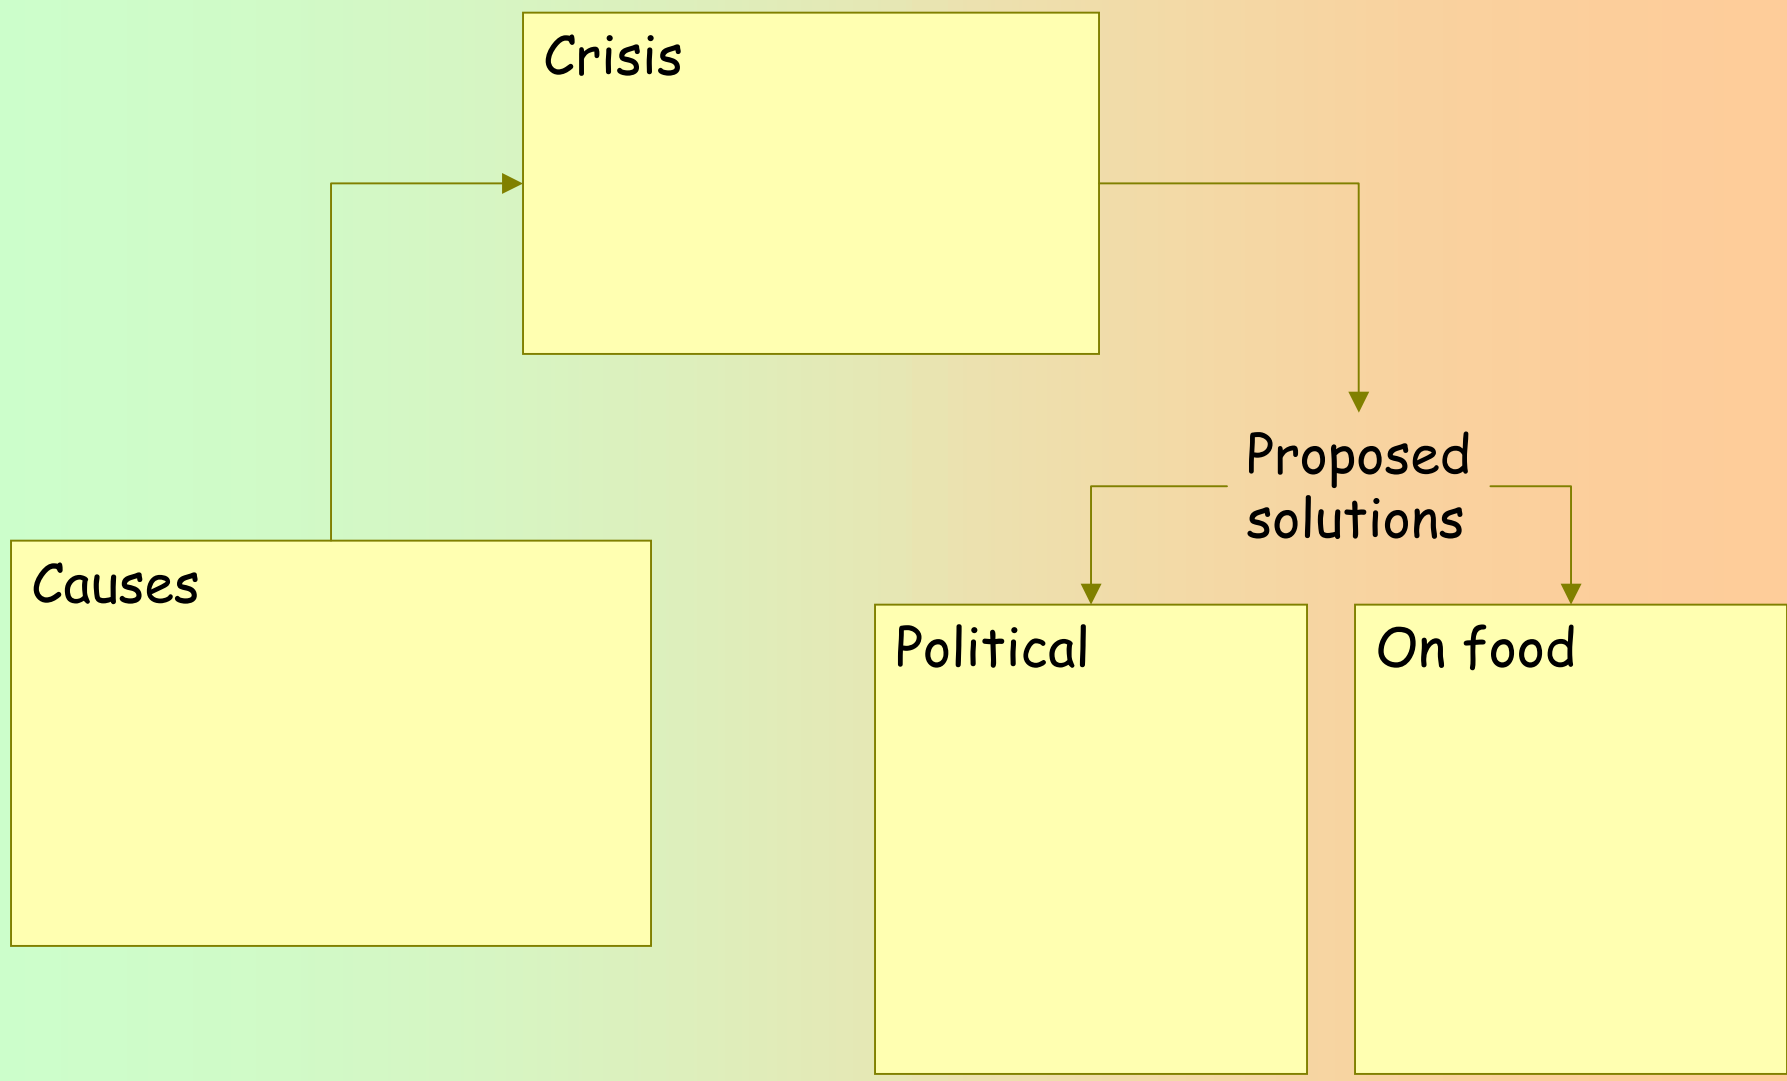 Crisis
Proposed
solutions
Causes
Political
On food